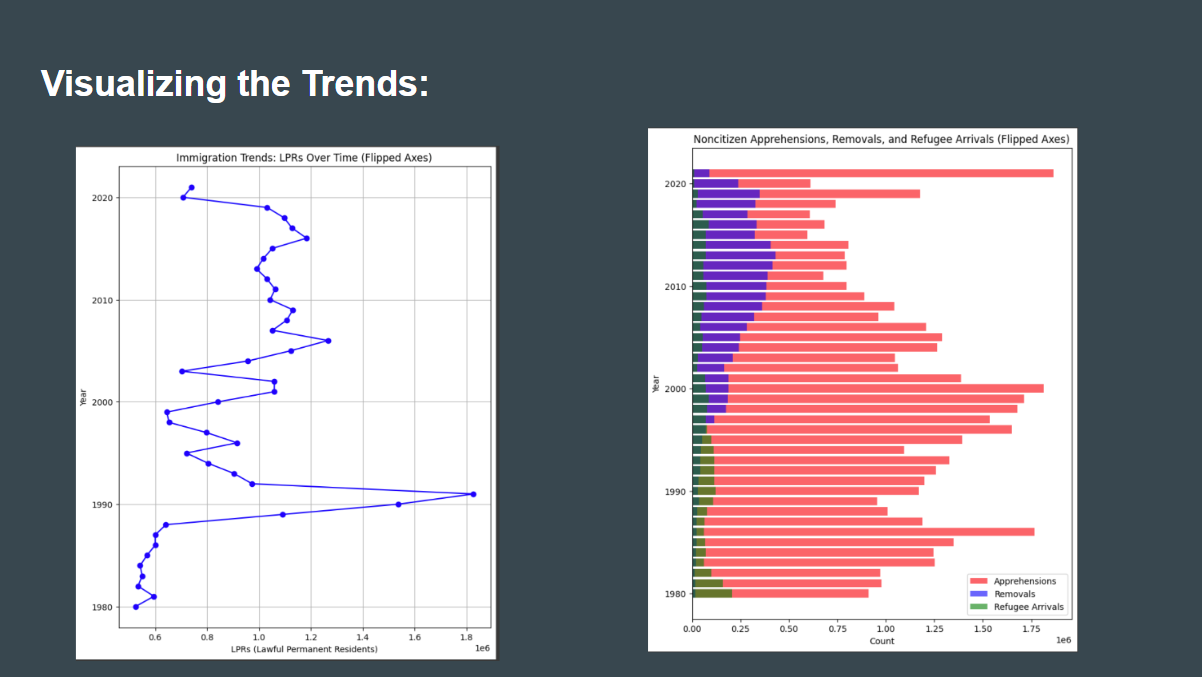 Visualizing the Trends:
Immigration Trends: LPRs Over Time (Flipped Axes)
Year
2020
2010
2000
1990
1980
0.6 0.8 1.0 1.2 1.4 1.6 1.8
1e6
LPRs (Lawful Permanent Residents)
Noncitizen Apprehensions, Removals, and Refugee Arrivals (Flipped Axes)
Year
2020
2010
2000
1990
1980
Apprehensions
Removals
Refugee Arrivals
0.00 0.25 0.50 0.75 1.00 1.25 1.50 1.75
1e6
Count